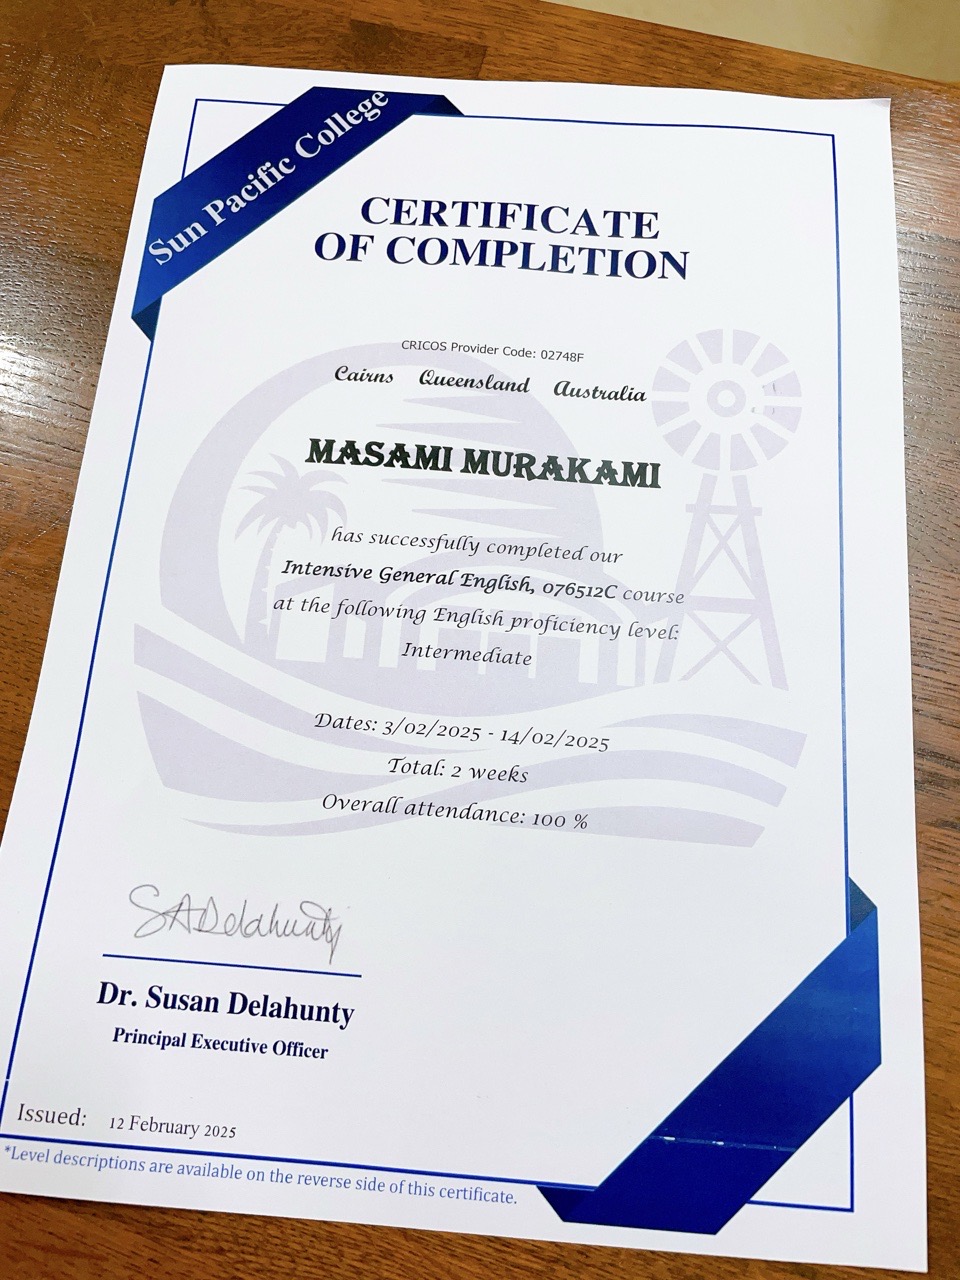 Sun Pacific College
CERTIFICATE
OF COMPLETION
CRICOS Provider Code: 02748F
Cairns Queensland Australia
MASAMI MURAKAMI
has successfully completed our
Intensive General English, 076512C course
at the following English proficiency level:
Intermediate
Dates: 3/02/2025 - 14/02/2025
Total: 2 weeks
Overall attendance: 100 %
SADelahunty
Dr. Susan Delahunty
Principal Executive Officer
Issued: 12 February 2025
*Level descriptions are available on the reverse side of this certificate.